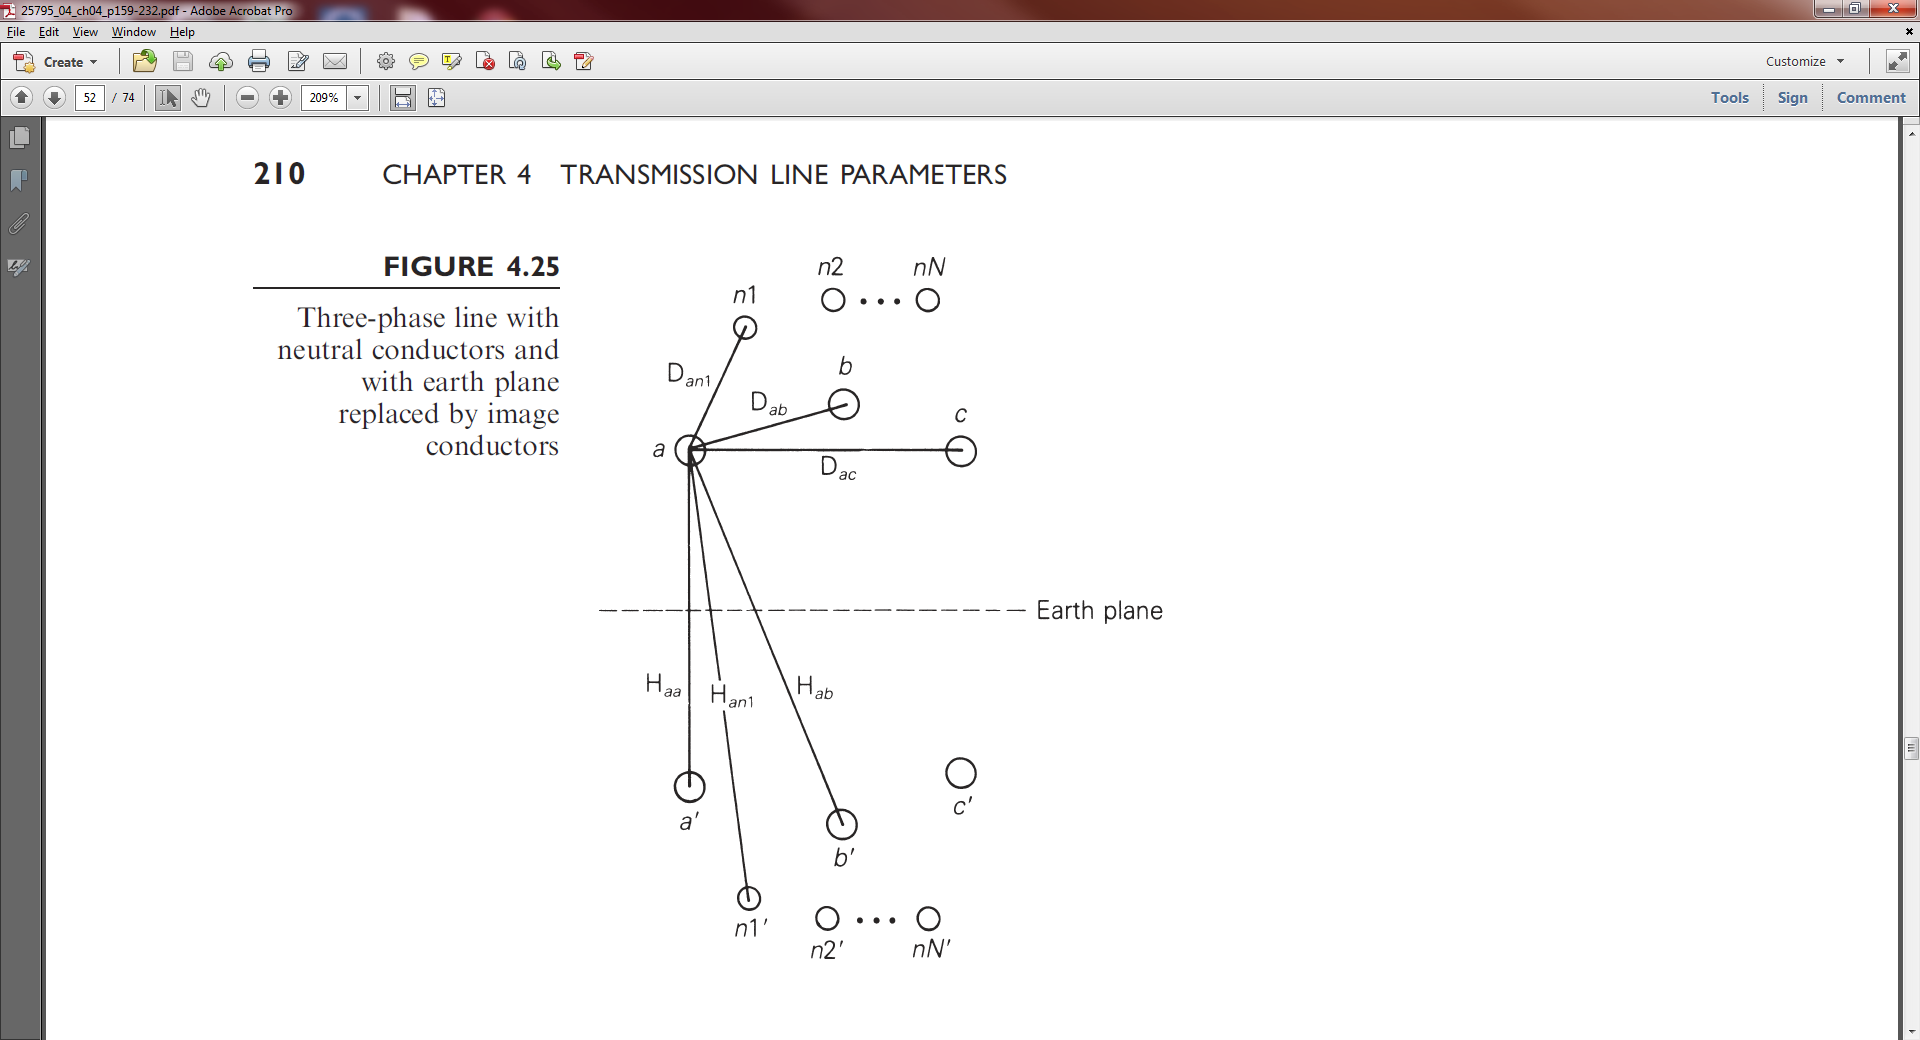 25795_04_ch04_p159-232.pdf - Adobe Acrobat Pro
File Edit View Window Help
Create
Customize
52 / 74
209%
Tools Sign Comment
210 CHAPTER 4 TRANSMISSION LINE PARAMETERS
FIGURE 4.25
Three-phase line with
neutral conductors and
with earth plane
replaced by image
conductors
n2 nN
n1
Dan1
b
Dab
c
a
Dac
Earth plane
Haa
Han1
Hab
a′
c′
b′
n1′
n2′
nN′